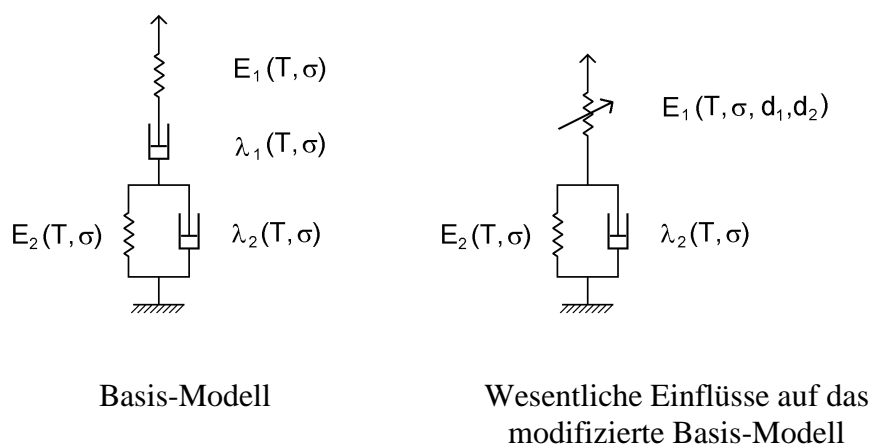 E₁(T,σ)
λ₁(T,σ)
E₂(T,σ)
λ₂(T,σ)
Basis-Modell
E₁(T,σ, d₁,d₂)
E₂(T,σ)
λ₂(T,σ)
Wesentliche Einflüsse auf das
modifizierte Basis-Modell